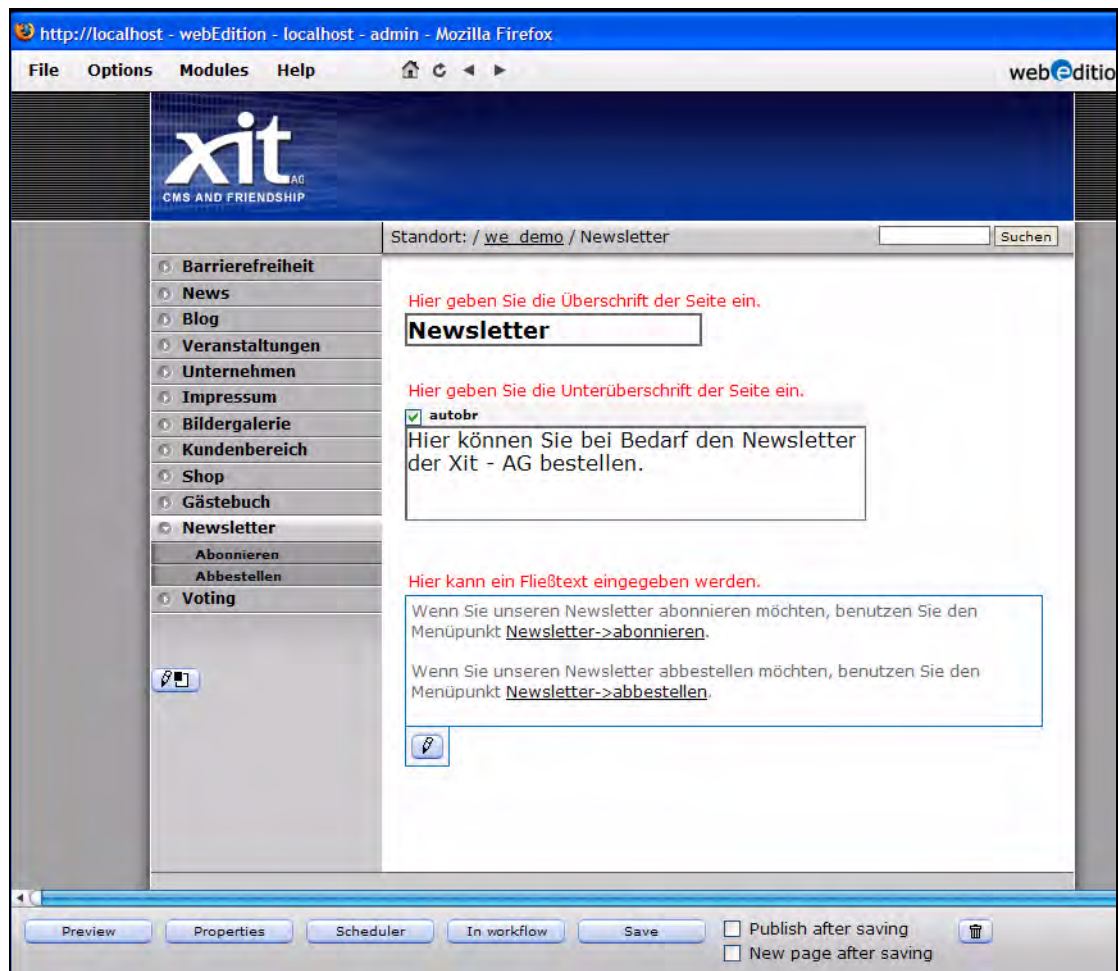 http://localhost - webEdition - localhost - admin - Mozilla Firefox
File Options Modules Help
webeditio
xit
AG
CMS AND FRIENDSHIP
Standort: / we_demo / Newsletter
Suchen
Barrierefreiheit
News
Blog
Veranstaltungen
Unternehmen
Impressum
Bildergalerie
Kundenbereich
Shop
Gästebuch
Newsletter
Abonnieren
Abbestellen
Voting
Hier geben Sie die Überschrift der Seite ein.
Newsletter
Hier geben Sie die Unterüberschrift der Seite ein.
autobr
Hier können Sie bei Bedarf den Newsletter
der Xit - AG bestellen.
Hier kann ein Fließtext eingegeben werden.
Wenn Sie unseren Newsletter abonnieren möchten, benutzen Sie den
Menüpunkt Newsletter->abonnieren.
Wenn Sie unseren Newsletter abbestellen möchten, benutzen Sie den
Menüpunkt Newsletter->abbestellen.
Preview Properties Scheduler In workflow Save Publish after saving
New page after saving